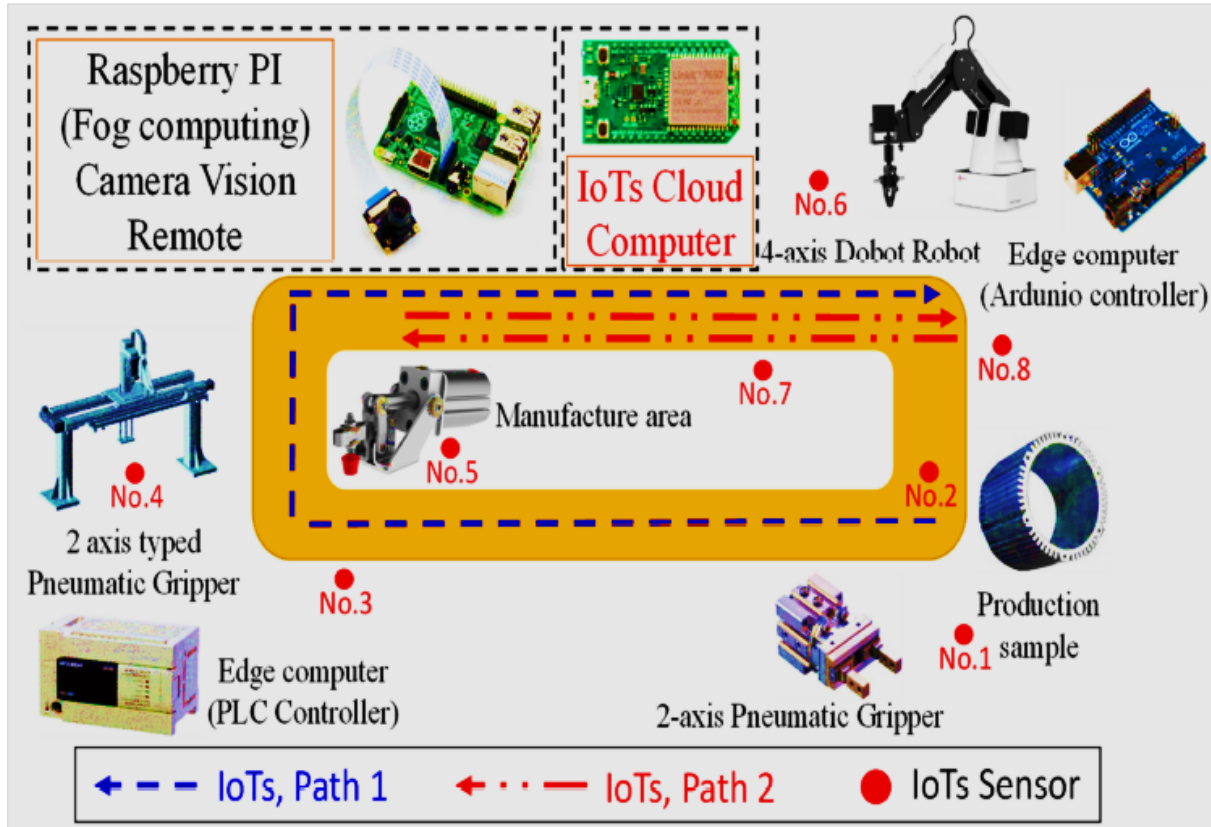 Raspberry PI
(Fog computing)
Camera Vision
Remote
IoTs Cloud
Computer
No.6
4-axis Dobot Robot
Edge computer
(Ardunio controller)
No.8
No.7
Manufacture area
No.5
No.2
No.4
2 axis typed
Pneumatic Gripper
No.3
Production
sample
No.1
Edge computer
(PLC Controller)
2-axis Pneumatic Gripper
IoTs, Path 1
IoTs, Path 2
IoTs Sensor